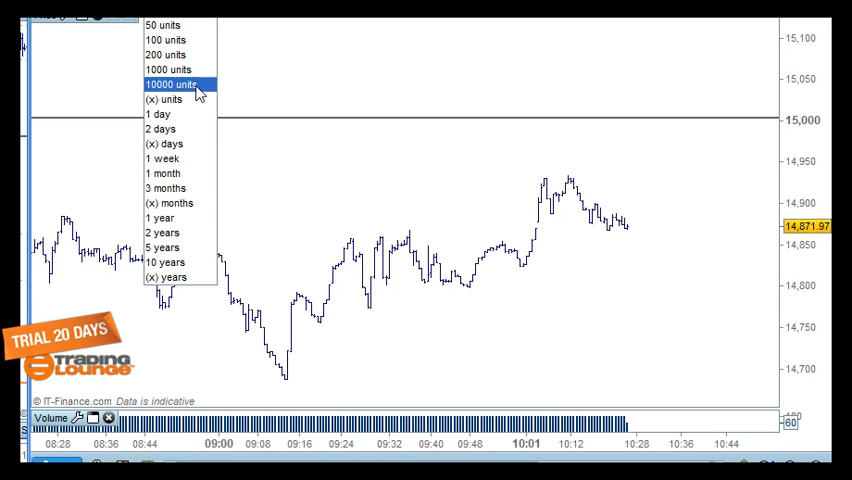 50 units
100 units
200 units
1000 units
10000 units
(x) units
1 day
2 days
(x) days
1 week
1 month
3 months
(x) months
1 year
2 years
5 years
10 years
(x) years
15,100
15,050
15,000
14,950
14,900
14,871.97
14,850
14,800
14,750
14,700
TRIAL 20 DAYS
TRADING
LOUNGE
© IT-Finance.com Data is indicative
Volume
60
08:28 08:36 08:44 09:00 09:08 09:16 09:24 09:32 09:40 09:48 10:01 10:12 10:28 10:36 10:44